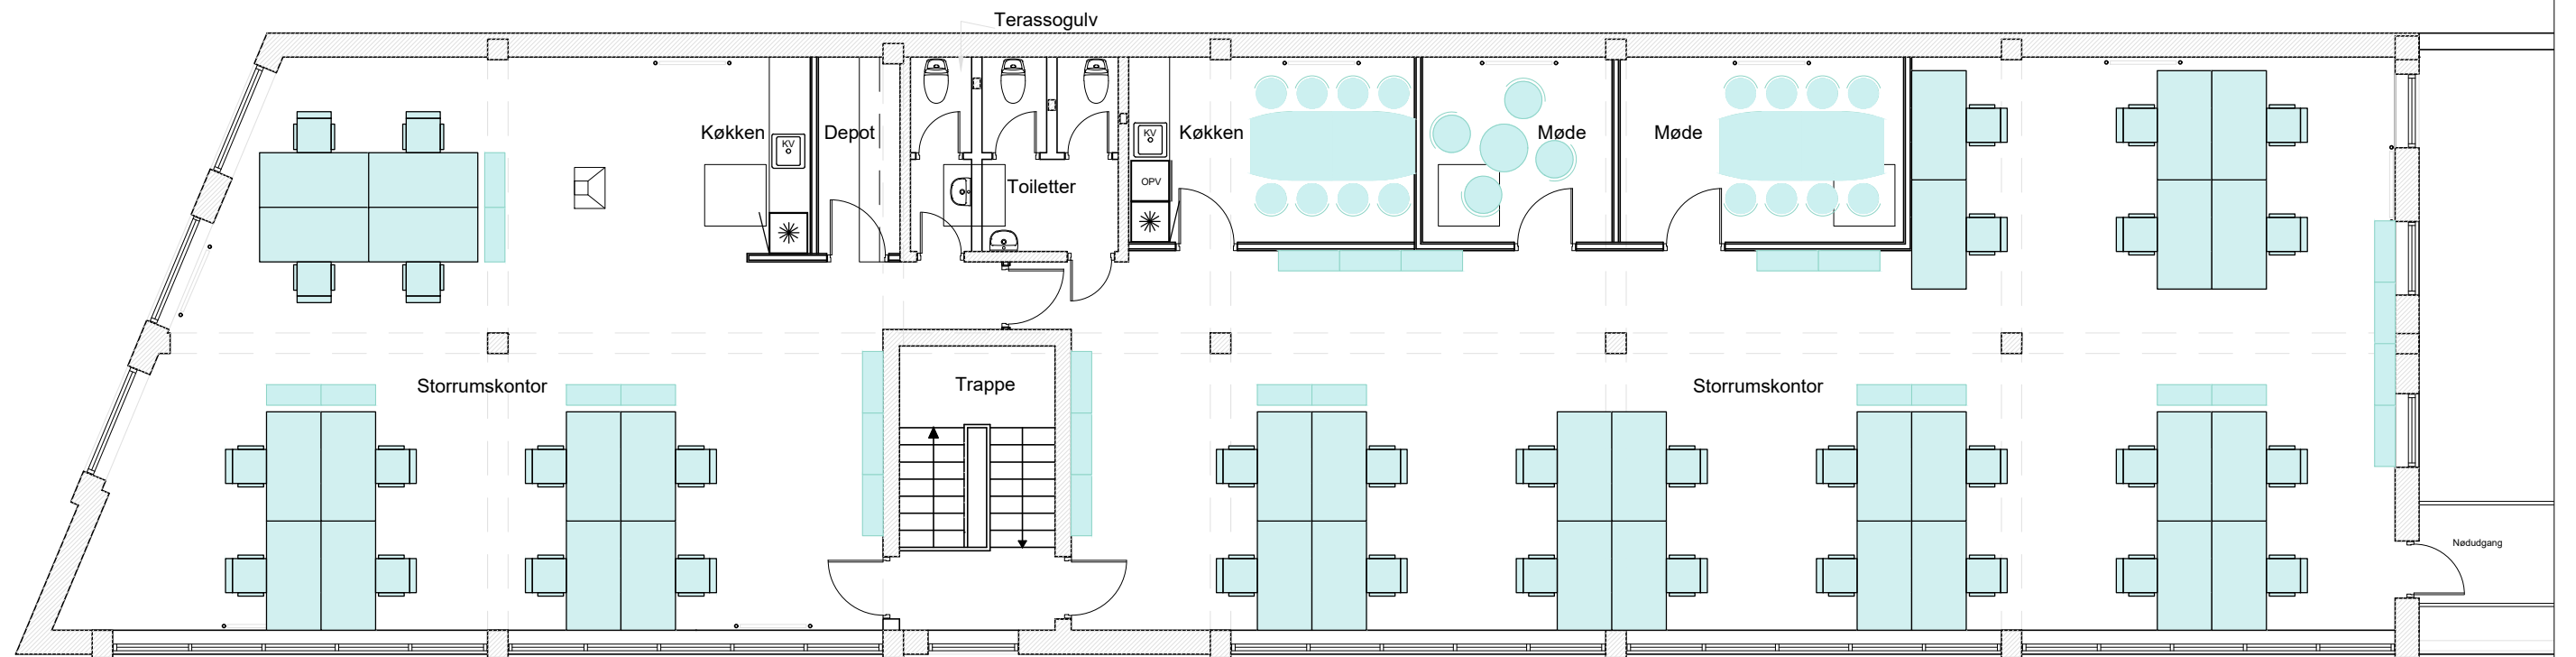 Terassogulv
Køkken
KV
Depot
Toiletter
KV
OPV
Køkken
Møde
Møde
Storrumskontor
Trappe
Storrumskontor
Nødudgang